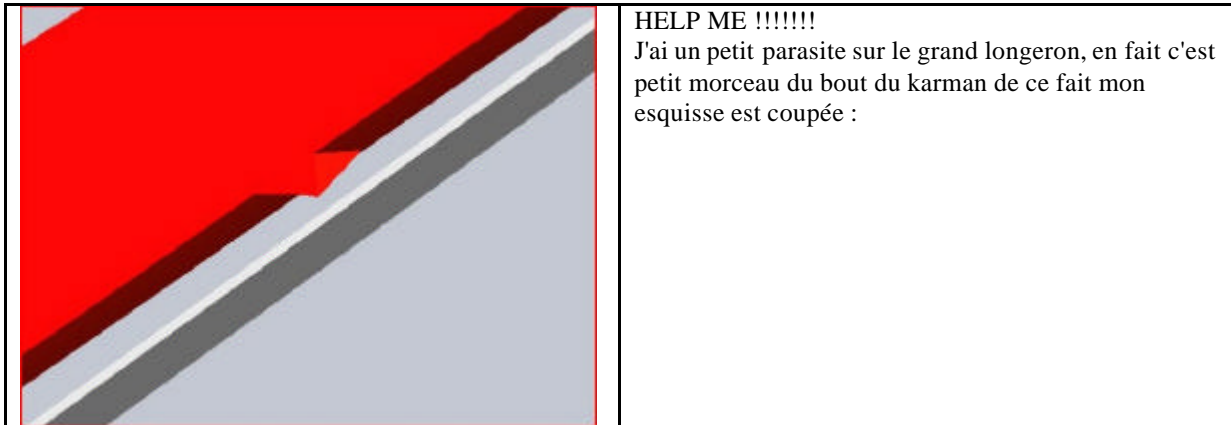 HELP ME !!!!!!!
J'ai un petit parasite sur le grand longeron, en fait c'est
petit morceau du bout du karman de ce fait mon
esquisse est coupée :